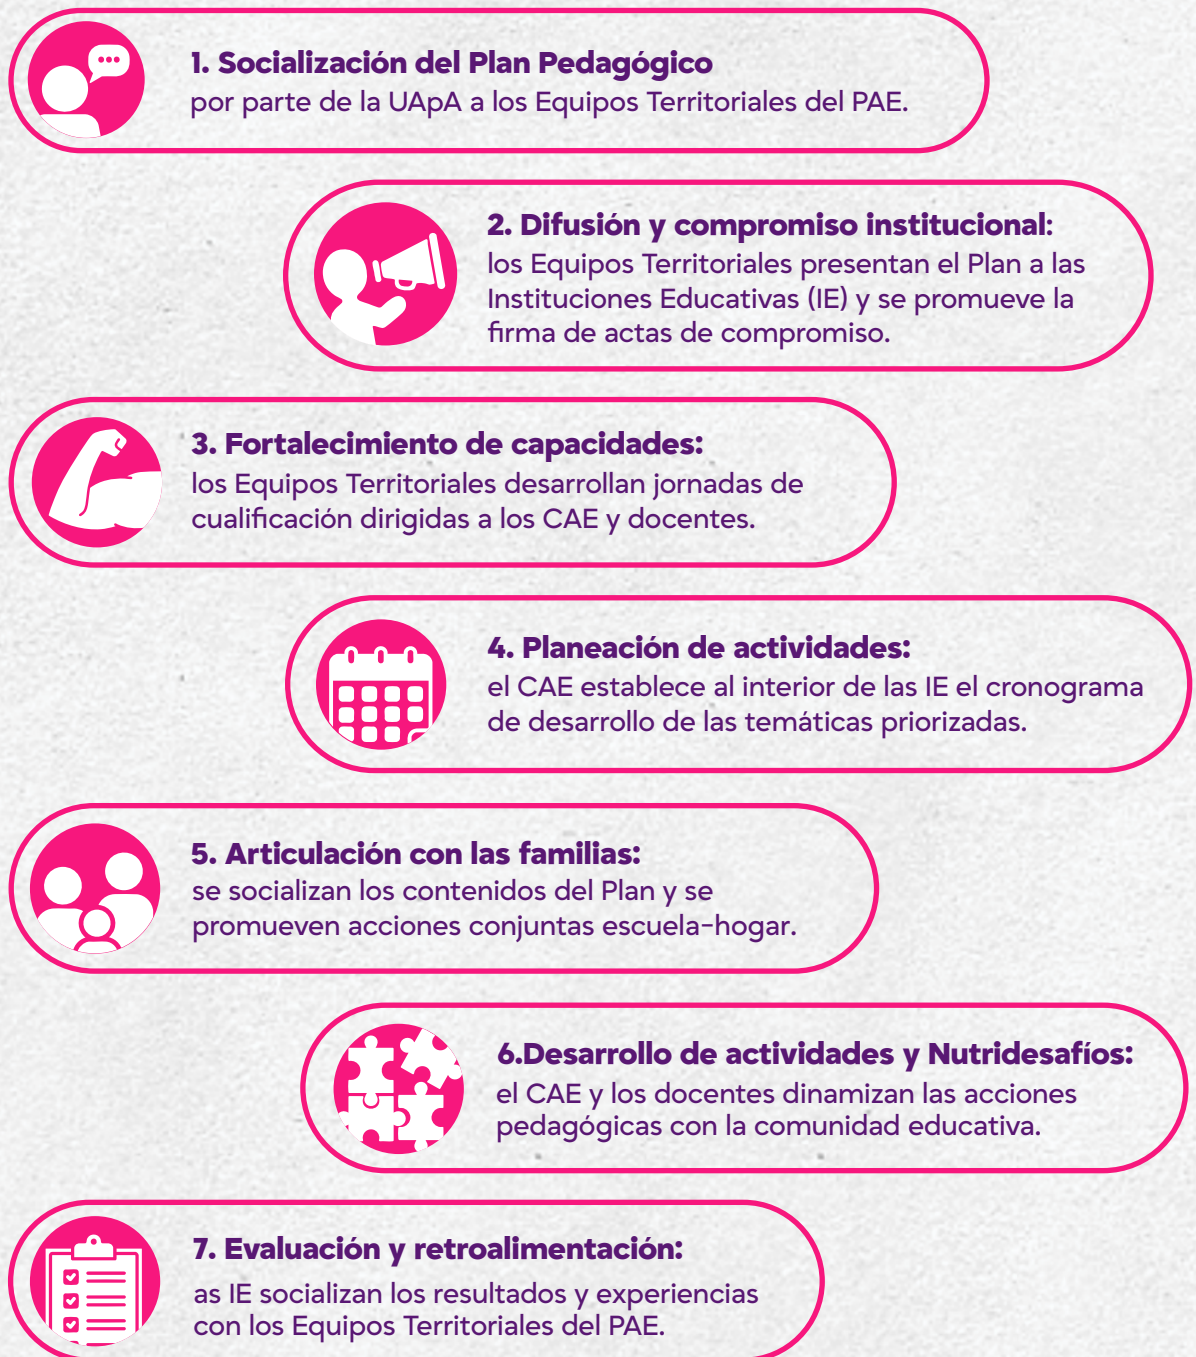 1. Socialización del Plan Pedagógico
por parte de la UApA a los Equipos Territoriales del PAE.
2. Difusión y compromiso institucional:
los Equipos Territoriales presentan el Plan a las
Instituciones Educativas (IE) y se promueve la
firma de actas de compromiso.
3. Fortalecimiento de capacidades:
los Equipos Territoriales desarrollan jornadas de
cualificación dirigidas a los CAE y docentes.
4. Planeación de actividades:
el CAE establece al interior de las IE el cronograma
de desarrollo de las temáticas priorizadas.
5. Articulación con las familias:
se socializan los contenidos del Plan y se
promueven acciones conjuntas escuela-hogar.
6.Desarrollo de actividades y Nutridesafíos:
el CAE y los docentes dinamizan las acciones
pedagógicas con la comunidad educativa.
7. Evaluación y retroalimentación:
as IE socializan los resultados y experiencias
con los Equipos Territoriales del PAE.